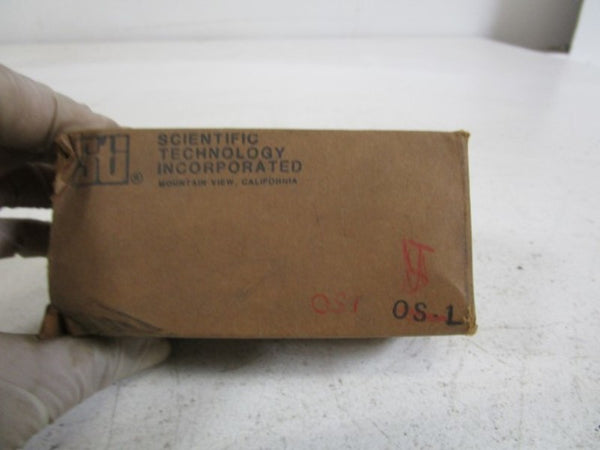 STI ®
SCIENTIFIC
TECHNOLOGY
INCORPORATED
MOUNTAIN VIEW, CALIFORNIA
OS-L